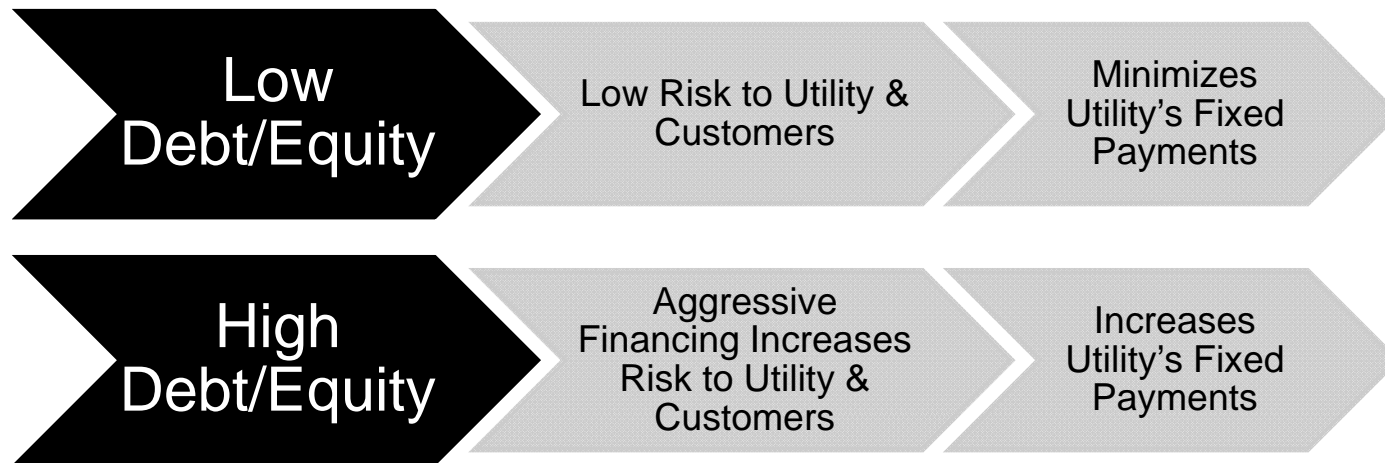 Low
Debt/Equity
Low Risk to Utility &
Customers
Minimizes
Utility’s Fixed
Payments
High
Debt/Equity
Aggressive
Financing Increases
Risk to Utility &
Customers
Increases
Utility’s Fixed
Payments